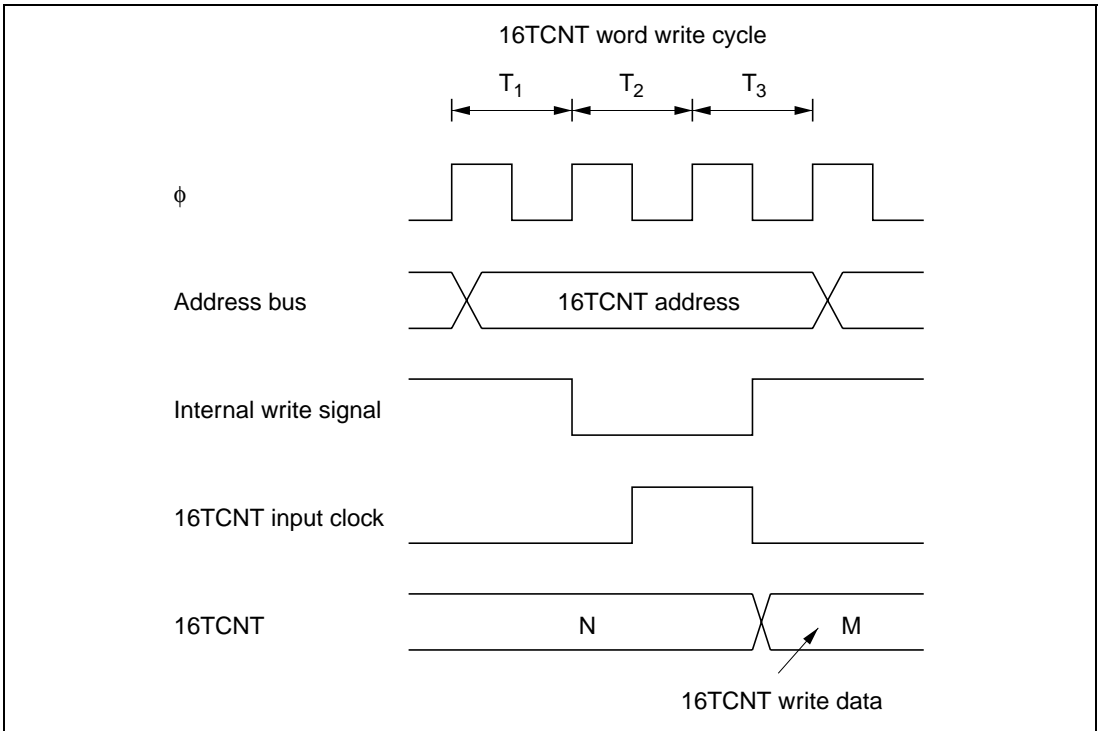 16TCNT word write cycle
T1 T2 T3
φ
Address bus 16TCNT address
Internal write signal
16TCNT input clock
16TCNT N M
16TCNT write data